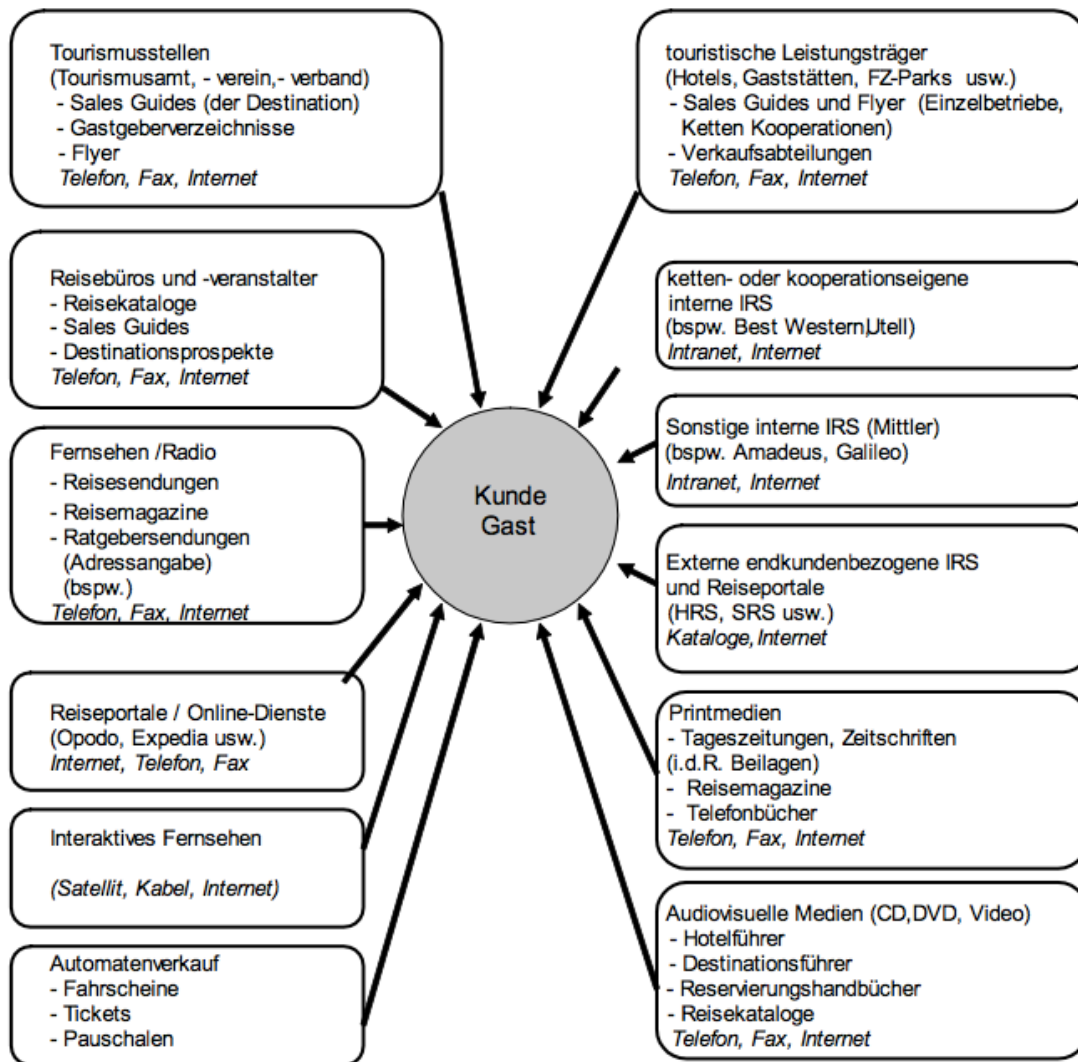 Tourismusstellen
(Tourismusamt, - verein,- verband)
- Sales Guides (der Destination)
- Gastgeberverzeichnisse
- Flyer
Telefon, Fax, Internet
Reisebüros und -veranstalter
- Reisekataloge
- Sales Guides
- Destinationsprospekte
Telefon, Fax, Internet
Fernsehen /Radio
- Reisesendungen
- Reisemagazine
- Ratgebersendungen
(Adressangabe)
(bspw.)
Telefon, Fax, Internet
Reiseportale / Online-Dienste
(Opodo, Expedia usw.)
Internet, Telefon, Fax
Interaktives Fernsehen
(Satellit, Kabel, Internet)
Automatenverkauf
- Fahrscheine
- Tickets
- Pauschalen
Kunde
Gast
touristische Leistungsträger
(Hotels, Gaststätten, FZ-Parks usw.)
- Sales Guides und Flyer (Einzelbetriebe,
Ketten Kooperationen)
- Verkaufsabteilungen
Telefon, Fax, Internet
ketten- oder kooperationseigene
interne IRS
(bspw. Best Western,Utell)
Intranet, Internet
Sonstige interne IRS (Mittler)
(bspw. Amadeus, Galileo)
Intranet, Internet
Externe endkundenbezogene IRS
und Reiseportale
(HRS, SRS usw.)
Kataloge, Internet
Printmedien
- Tageszeitungen, Zeitschriften
(i.d.R. Beilagen)
- Reisemagazine
- Telefonbücher
Telefon, Fax, Internet
Audiovisuelle Medien (CD,DVD, Video)
- Hotelführer
- Destinationsführer
- Reservierungshandbücher
- Reisekataloge
Telefon, Fax, Internet